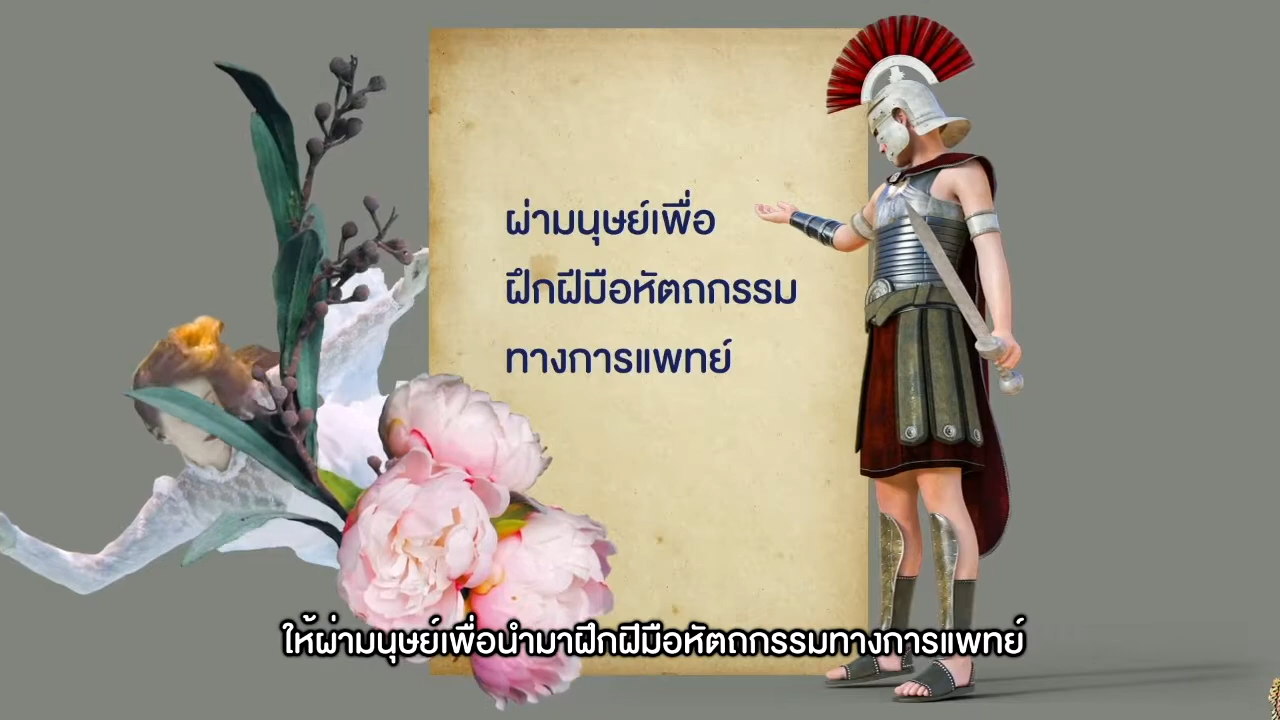 ผ่ามนุษย์เพื่อ
ฝึกฝีมือหัตถกรรม
ทางการแพทย์
ให้ผ่ามนุษย์เพื่อนำมาฝึกฝีมือหัตถกรรมทางการแพทย์